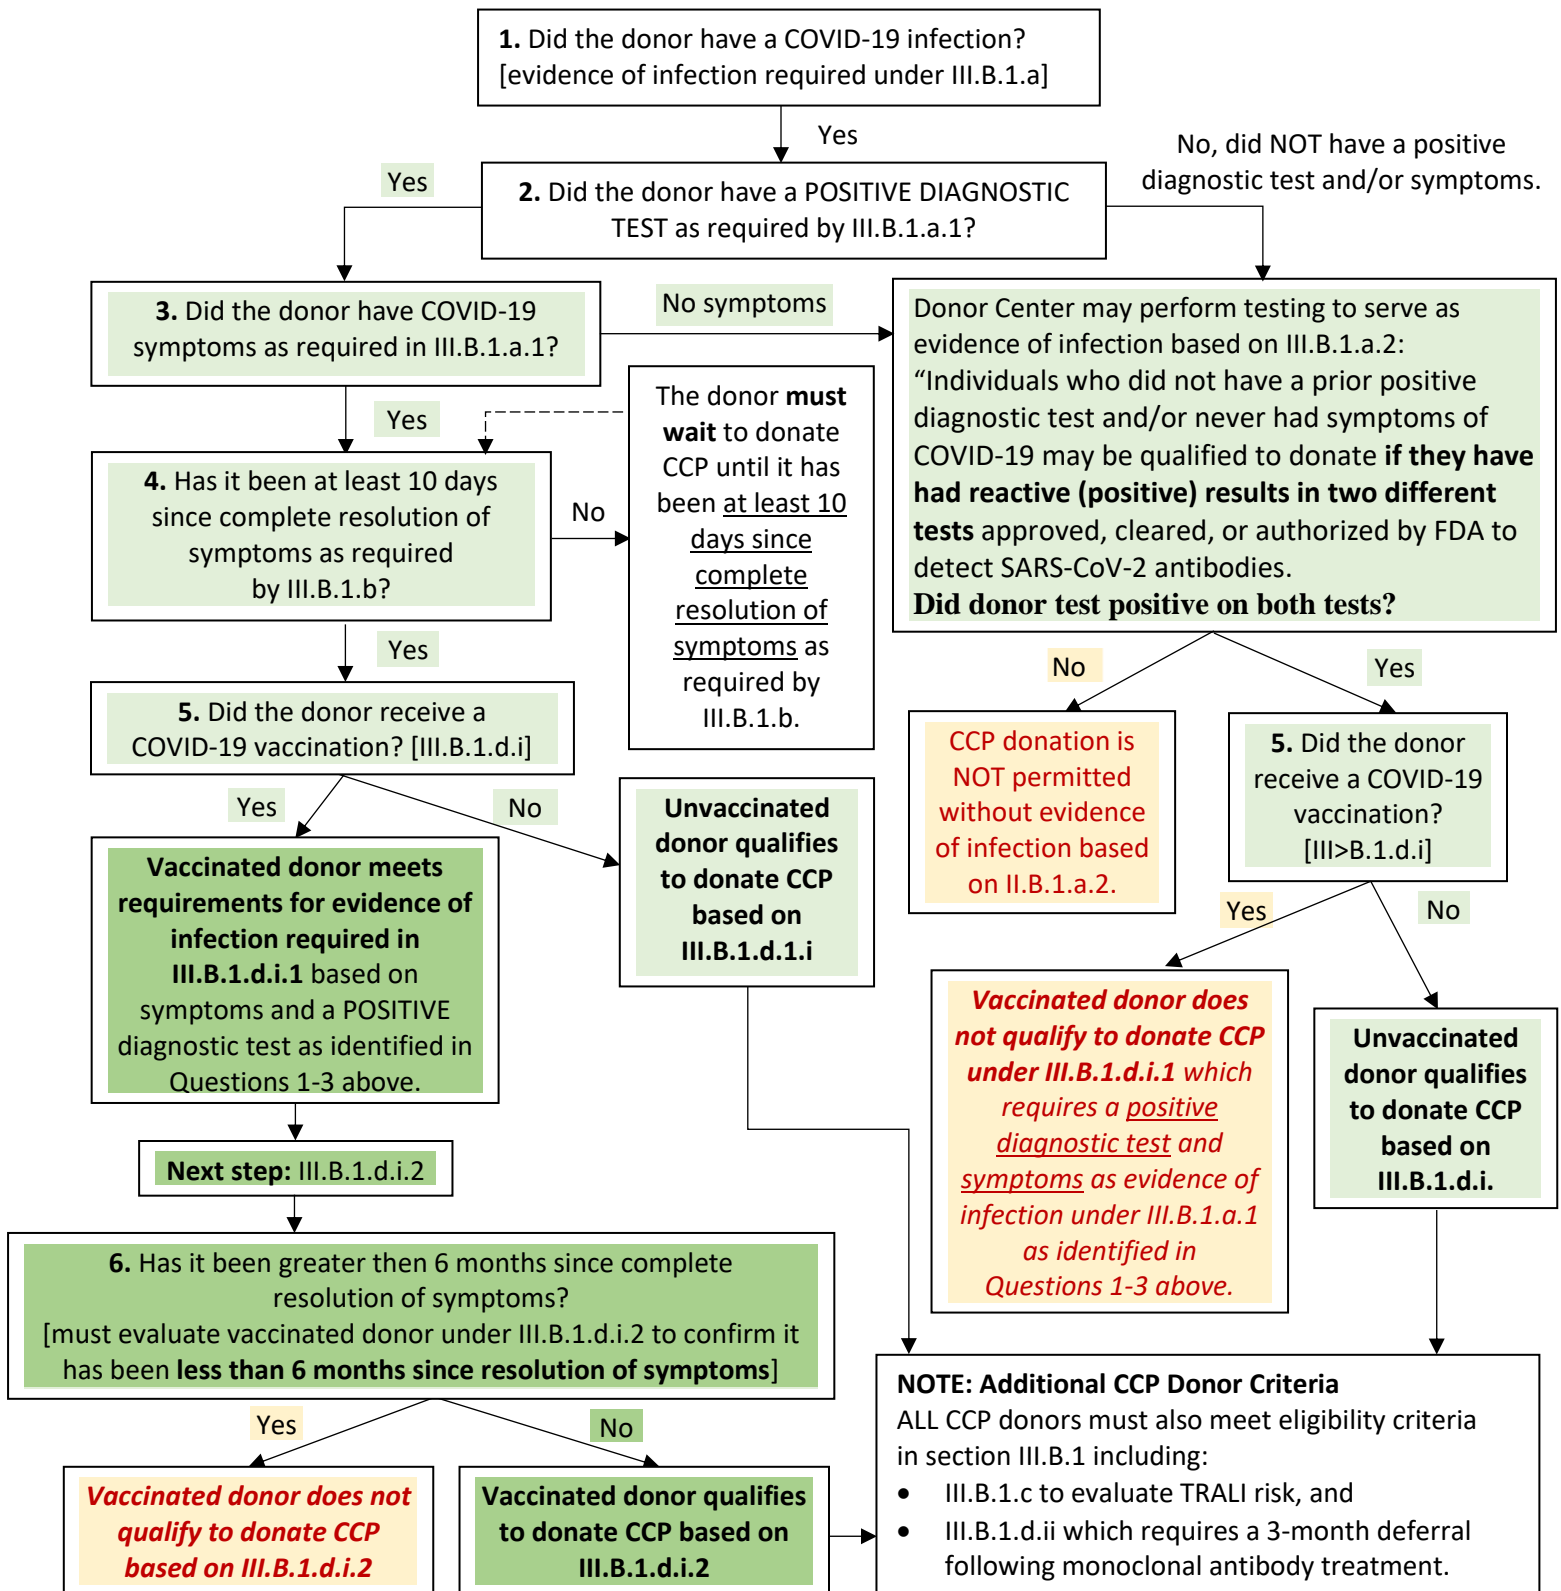 1. Did the donor have a COVID-19 infection?
[evidence of infection required under III.B.1.a]
Yes
No, did NOT have a positive
diagnostic test and/or symptoms.
Yes
2. Did the donor have a POSITIVE DIAGNOSTIC
TEST as required by III.B.1.a.1?
3. Did the donor have COVID-19
symptoms as required in III.B.1.a.1?
No symptoms
Donor Center may perform testing to serve as
evidence of infection based on III.B.1.a.2:
“Individuals who did not have a prior positive
diagnostic test and/or never had symptoms of
COVID-19 may be qualified to donate if they have
had reactive (positive) results in two different
tests approved, cleared, or authorized by FDA to
detect SARS-CoV-2 antibodies.
Did donor test positive on both tests?
Yes
4. Has it been at least 10 days
since complete resolution of
symptoms as required
by III.B.1.b?
No
The donor must
wait to donate
CCP until it has
been at least 10
days since
complete
resolution of
symptoms as
required by
III.B.1.b.
Yes
No
Yes
5. Did the donor receive a
COVID-19 vaccination? [III.B.1.d.i]
CCP donation is
NOT permitted
without evidence
of infection based
on II.B.1.a.2.
5. Did the donor
receive a COVID-19
vaccination?
[III>B.1.d.i]
Yes
No
Unvaccinated
donor qualifies
to donate CCP
based on
III.B.1.d.1.i
Vaccinated donor meets
requirements for evidence of
infection required in
III.B.1.d.i.1 based on
symptoms and a POSITIVE
diagnostic test as identified in
Questions 1-3 above.
Yes
No
Vaccinated donor does
not qualify to donate CCP
under III.B.1.d.i.1 which
requires a positive
diagnostic test and
symptoms as evidence of
infection under III.B.1.a.1
as identified in
Questions 1-3 above.
Unvaccinated
donor qualifies
to donate CCP
based on
III.B.1.d.i.
Next step: III.B.1.d.i.2
6. Has it been greater then 6 months since complete
resolution of symptoms?
[must evaluate vaccinated donor under III.B.1.d.i.2 to confirm it
has been less than 6 months since resolution of symptoms]
Yes
No
Vaccinated donor does not
qualify to donate CCP
based on III.B.1.d.i.2
Vaccinated donor qualifies
to donate CCP based on
III.B.1.d.i.2
NOTE: Additional CCP Donor Criteria
ALL CCP donors must also meet eligibility criteria
in section III.B.1 including:
• III.B.1.c to evaluate TRALI risk, and
• III.B.1.d.ii which requires a 3-month deferral
following monoclonal antibody treatment.